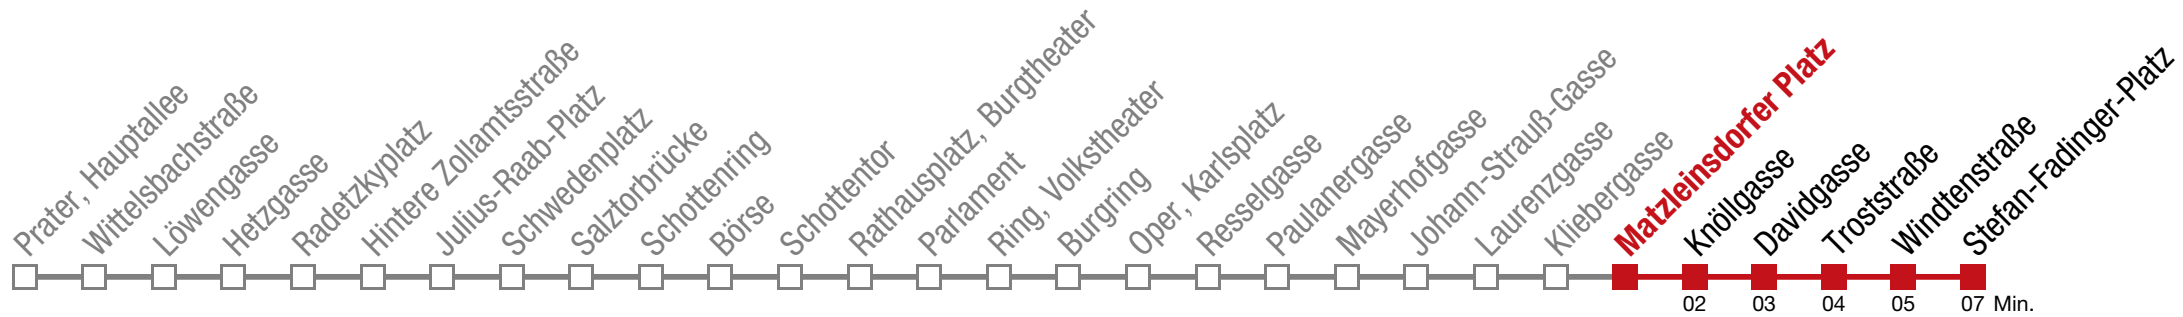 Prater, Hauptallee
Wittelsbachstraße
Löwengasse
Hetzgasse
Radetzkyplatz
Hintere Zollamtsstraße
Julius-Raab-Platz
Schwedenplatz
Salztorbrücke
Schottenring
Börse
Schottentor
Rathausplatz, Burgtheater
Parlament
Ring, Volkstheater
Burgring
Oper, Karlsplatz
Resselgasse
Paulanergasse
Mayerhofgasse
Johann-Strauß-Gasse
Laurenzgasse
Kliebergasse
Matzleinsdorfer Platz
Knöllgasse
Davidgasse
Troststraße
Windtenstraße
Stefan-Fadinger-Platz
02 03 04 05 07 Min.